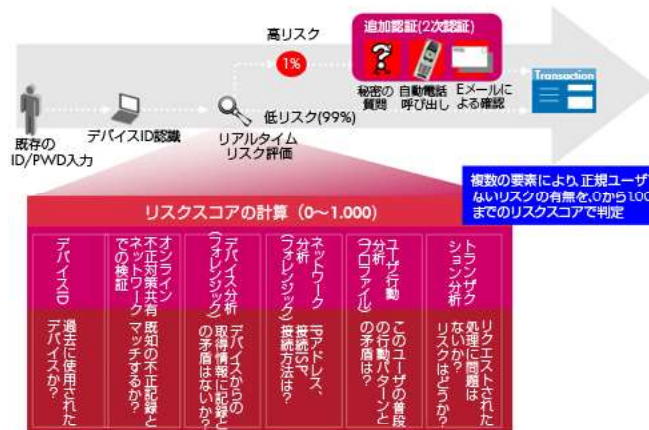 高リスク
1%
追加認証(2次認証)
秘密の
質問
自動電話
呼び出し
Eメールに
よる確認
Transaction
既存の
ID/PWD入力
デバイスID認識
リアルタイム
リスク評価
低リスク(99%)
複数の要素により、正規ユーザで
ないリスクの有無を、0から1,00
までのリスクスコアで判定
リスクスコアの計算（0〜1.000）
デバイスID
過去に使用された
デバイスか？
オンライン
不正対策共有
ネットワーク
での検証
既知の不正記録と
マッチするか？
デバイス分析
(フォレンジック)
デバイスからの
取得情報に記録と
の矛盾はないか？
ネットワーク
分析
(フォレンジック)
IPアドレス、
接続ISP、
接続方法は？
ユーザ行動
分析
(プロファイル)
このユーザの普段
の行動パターンと
の矛盾は？
トランザク
ション分析
リクエストされた
処理に問題は
ないか？
リスクはどうか？